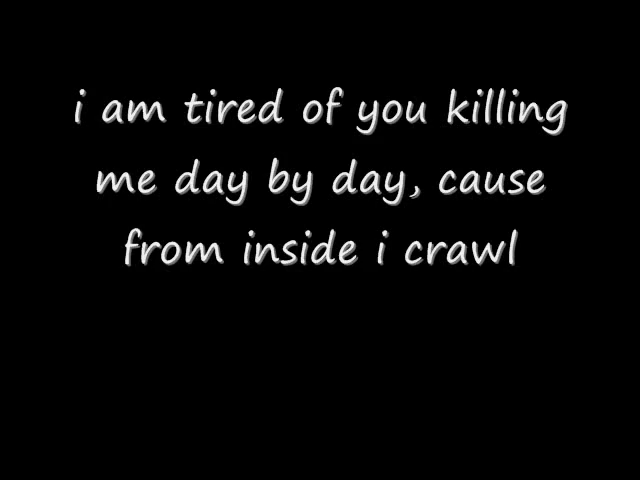 i am tired of you killing
me day by day, cause
from inside i crawl